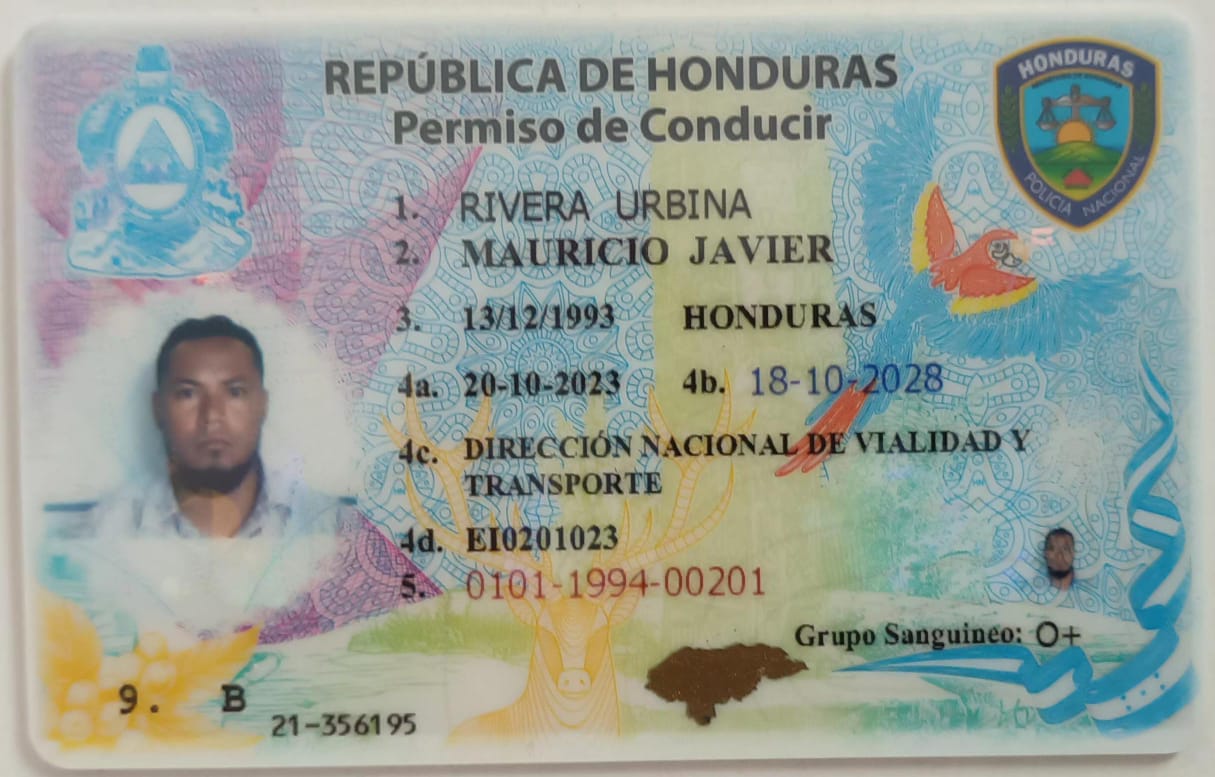 REPÚBLICA DE HONDURAS
Permiso de Conducir
HONDURAS
POLICÍA NACIONAL
1. RIVERA URBINA
2. MAURICIO JAVIER
3. 13/12/1993 HONDURAS
4a. 20-10-2023 4b. 18-10-2028
4c. DIRECCIÓN NACIONAL DE VIALIDAD Y
TRANSPORTE
4d. EI0201023
5. 0101-1994-00201
Grupo Sanguineo: O+
9. B
21-356195